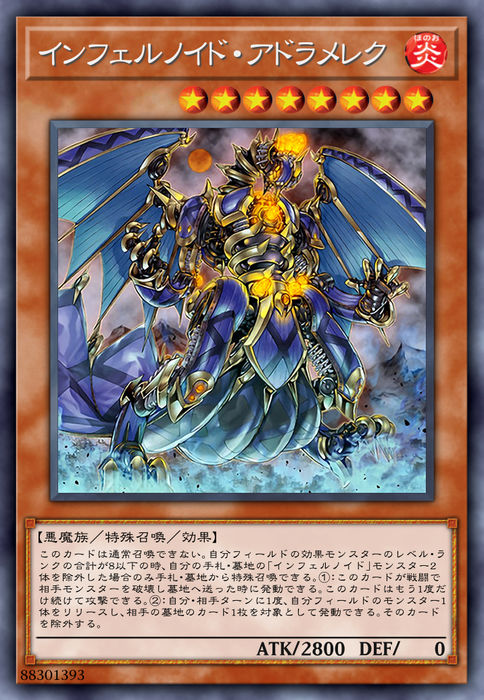 インフェルノイド・アドラメレク
ほのお
炎
【悪魔族／特殊召喚／効果】
このカードは通常召喚できない。自分フィールドの効果モンスターのレベル・ラ
ンクの合計が8以下の時、自分の手札・墓地の「インフェルノイド」モンスター2
体を除外した場合のみ手札・墓地から特殊召喚できる。①：このカードが戦闘で
相手モンスターを破壊し墓地へ送った時に発動できる。このカードはもう1度だ
け続けて攻撃できる。②：自分・相手ターンに1度、自分フィールドのモンスター1
体をリリースし、相手の墓地のカード1枚を対象として発動できる。そのカード
を除外する。
ATK/2800 DEF/ 0
88301393